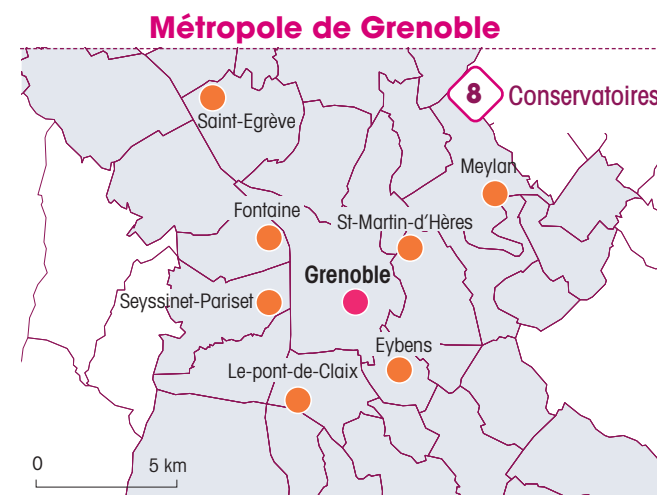 Métropole de Grenoble
8 Conservatoires
Saint-Egrève
Meylan
Fontaine
St-Martin-d'Hères
Grenoble
Seyssinet-Pariset
Eybens
Le-pont-de-Claix
0 5 km